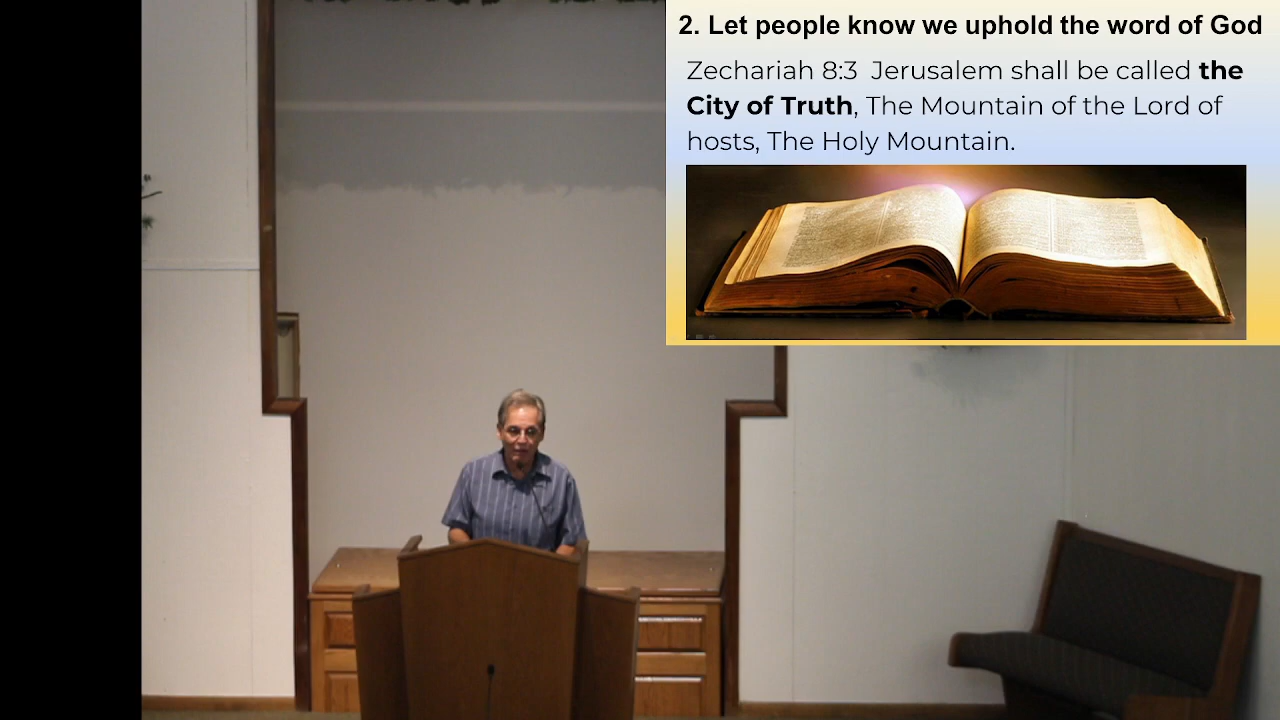 2. Let people know we uphold the word of God
Zechariah 8:3 Jerusalem shall be called the
City of Truth, The Mountain of the Lord of
hosts, The Holy Mountain.